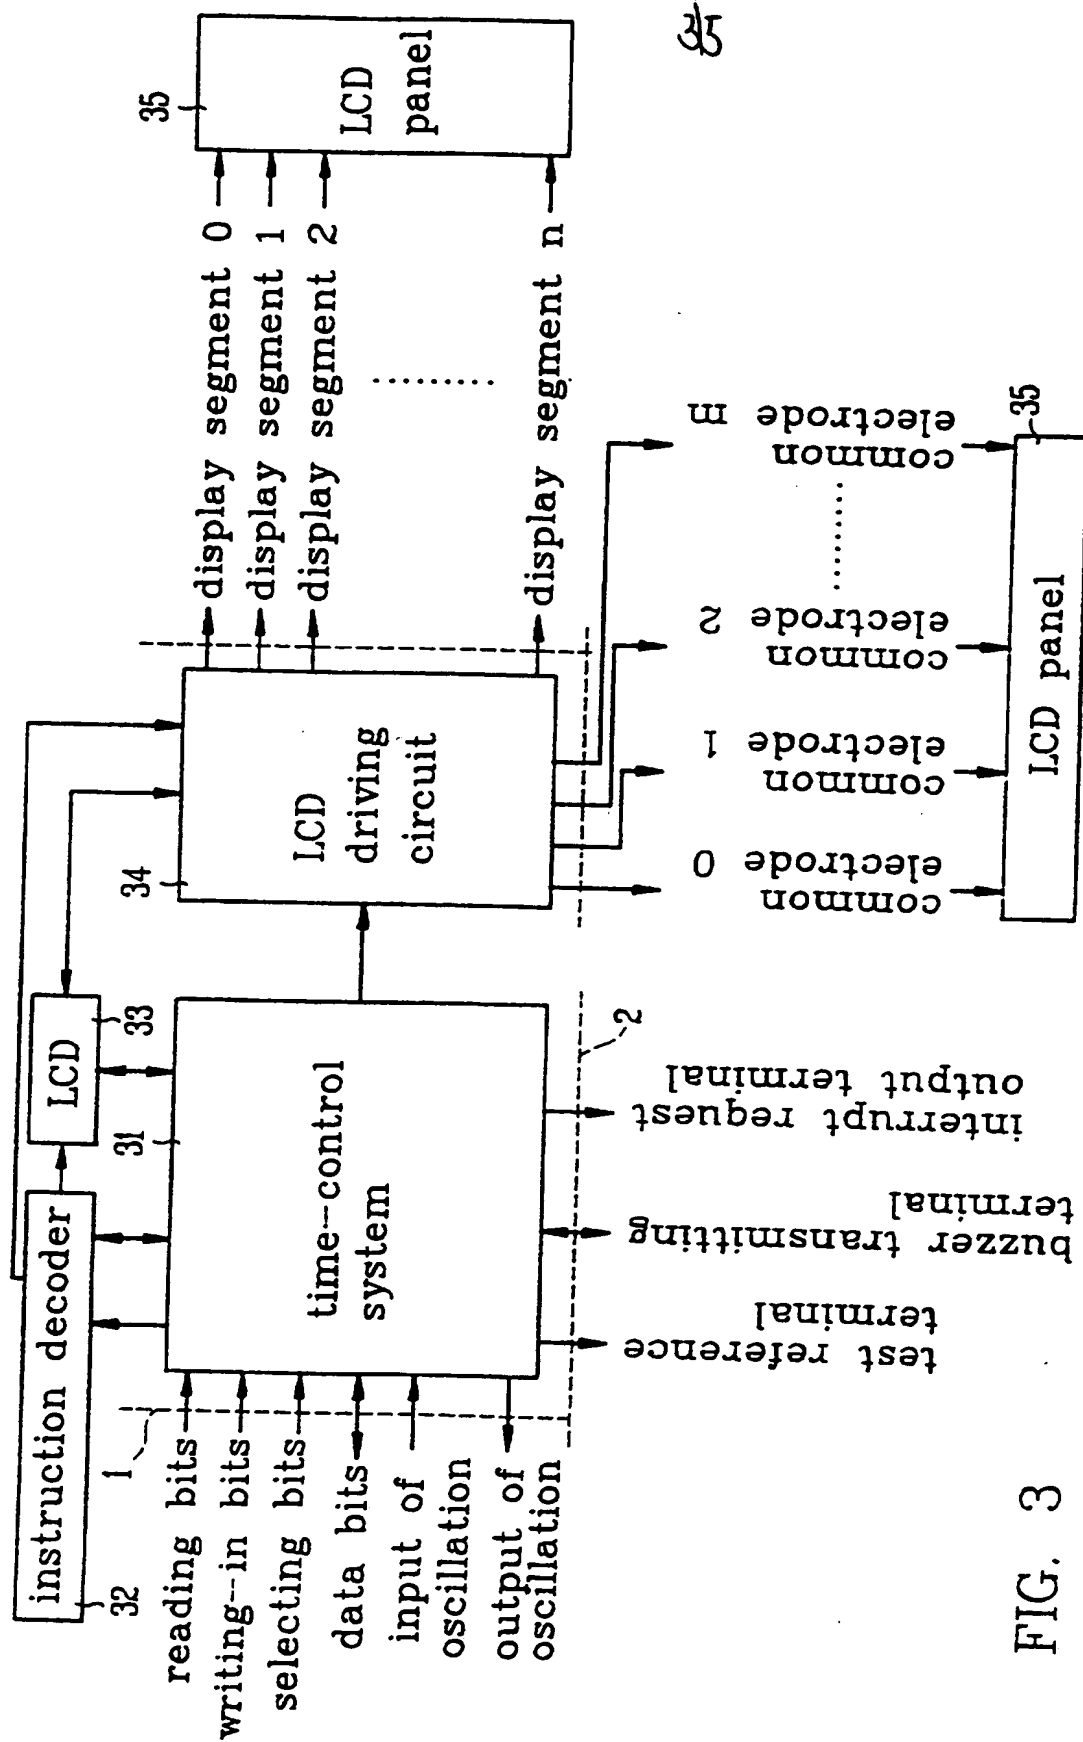 35
instruction decoder
32
LCD
33
1
reading bits
writing--in bits
selecting bits
data bits
input of
oscillation
output of
oscillation
31
time--control
system
34
LCD
driving
circuit
display segment 0
display segment 1
display segment 2
.........
display segment n
35
LCD
panel
2
test reference
terminal
buzzer transmitting
terminal
interrupt request
output terminal
common
electrode 0
common
electrode 1
common
electrode 2
.........
common
electrode m
LCD panel
35
FIG. 3